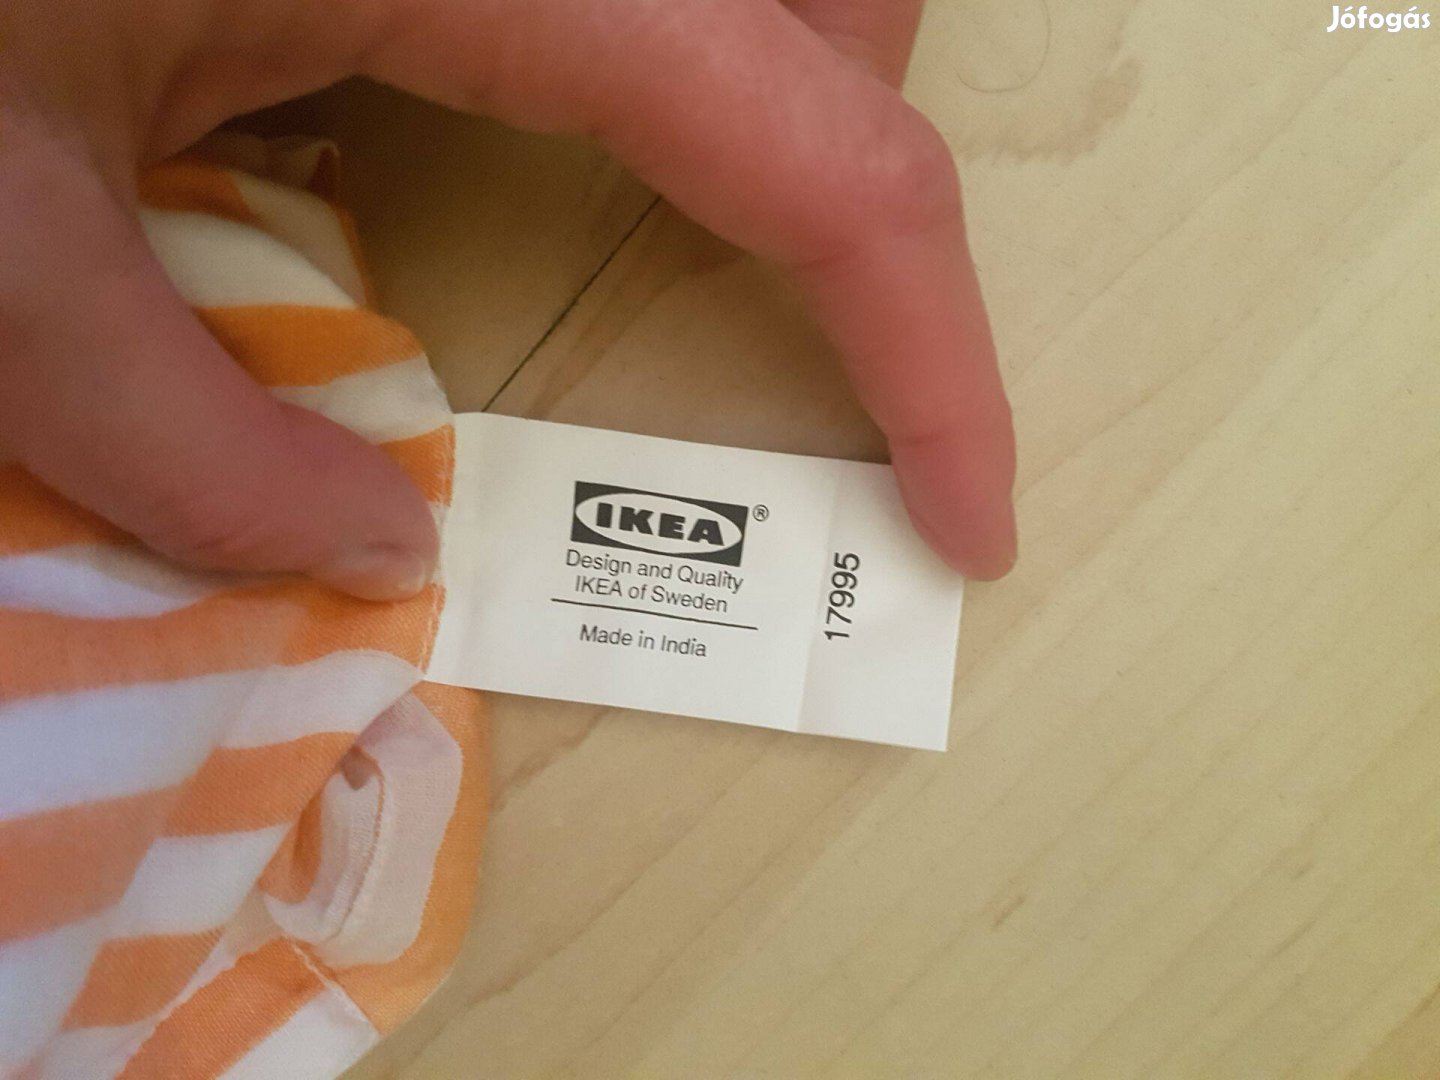 Jófogás
IKEA®
Design and Quality
IKEA of Sweden
Made in India
17995